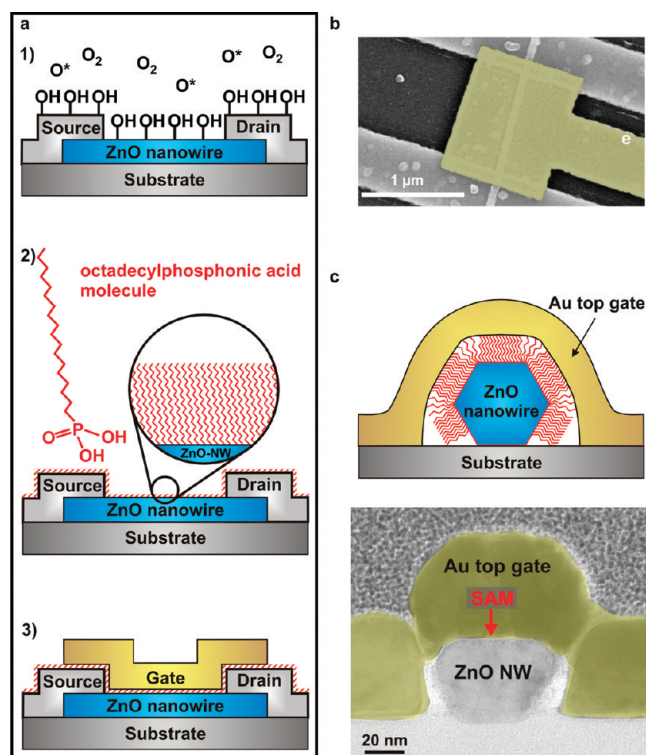 a
1)
O* O₂ O₂ O* O* O₂
OH OH OH OH OH OH OH OH OH OH
Source Drain
ZnO nanowire
Substrate
2)
octadecylphosphonic acid
molecule
O P OH
OH
ZnO-NW
Source Drain
ZnO nanowire
Substrate
3)
Gate
Source Drain
ZnO nanowire
Substrate
b
e
1 µm
c
Au top gate
ZnO
nanowire
Substrate
Au top gate
SAM
ZnO NW
20 nm